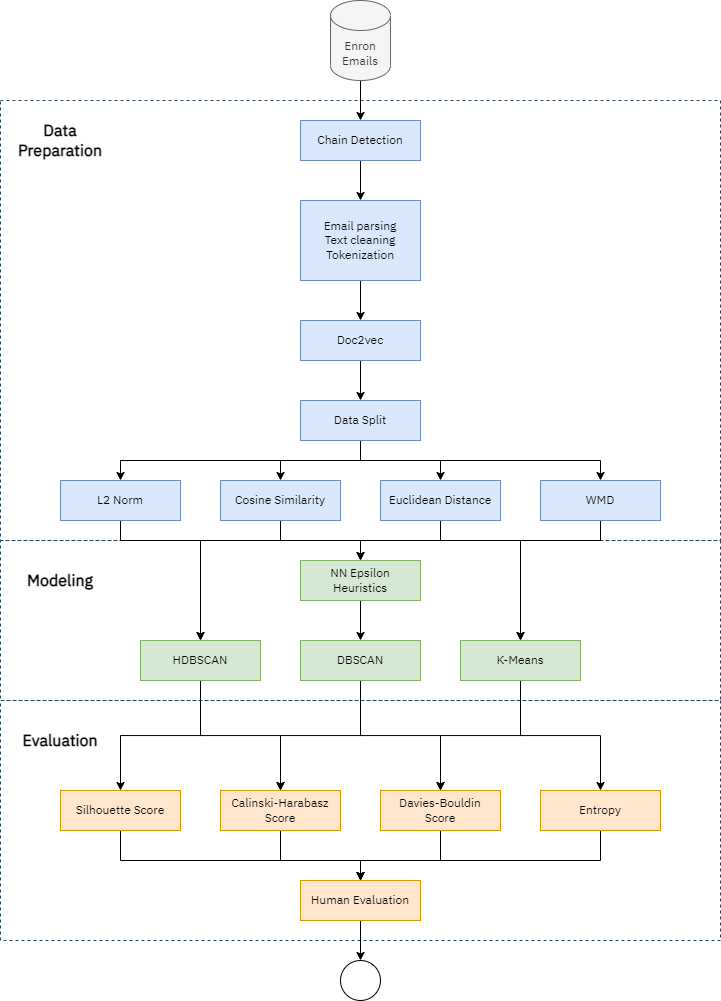 Enron
Emails
Data
Preparation
Chain Detection
Email parsing
Text cleaning
Tokenization
Doc2vec
Data Split
L2 Norm
Cosine Similarity
Euclidean Distance
WMD
Modeling
NN Epsilon
Heuristics
HDBSCAN
DBSCAN
K-Means
Evaluation
Silhouette Score
Calinski-Harabasz
Score
Davies-Bouldin
Score
Entropy
Human Evaluation